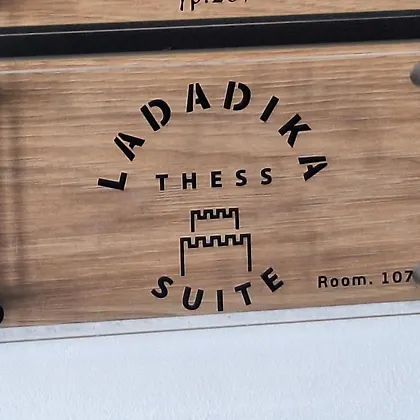 LADADIKA
THESS
SUITE
Room. 107